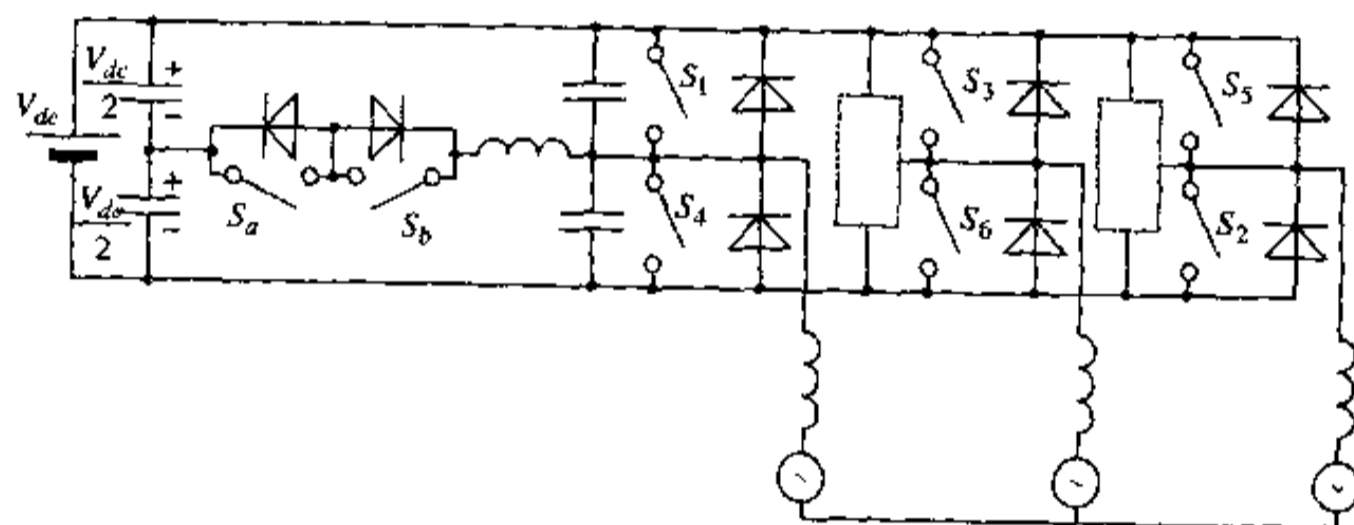 V_dc
V_dc
2
+
-
V_dc
2
+
-
S_a
S_b
S_1
S_4
S_3
S_6
S_5
S_2
~
~
~